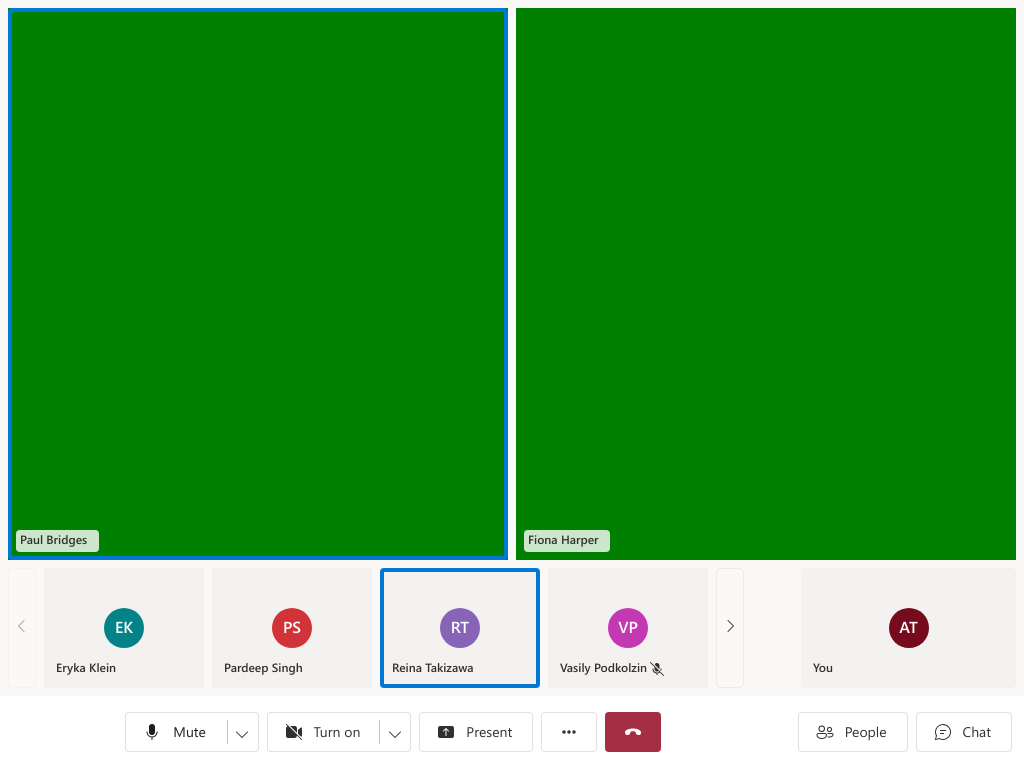 Paul Bridges
Fiona Harper
EK
Eryka Klein
PS
Pardeep Singh
RT
Reina Takizawa
VP
Vasily Podkolzin
AT
You
Mute
Turn on
Present
People
Chat